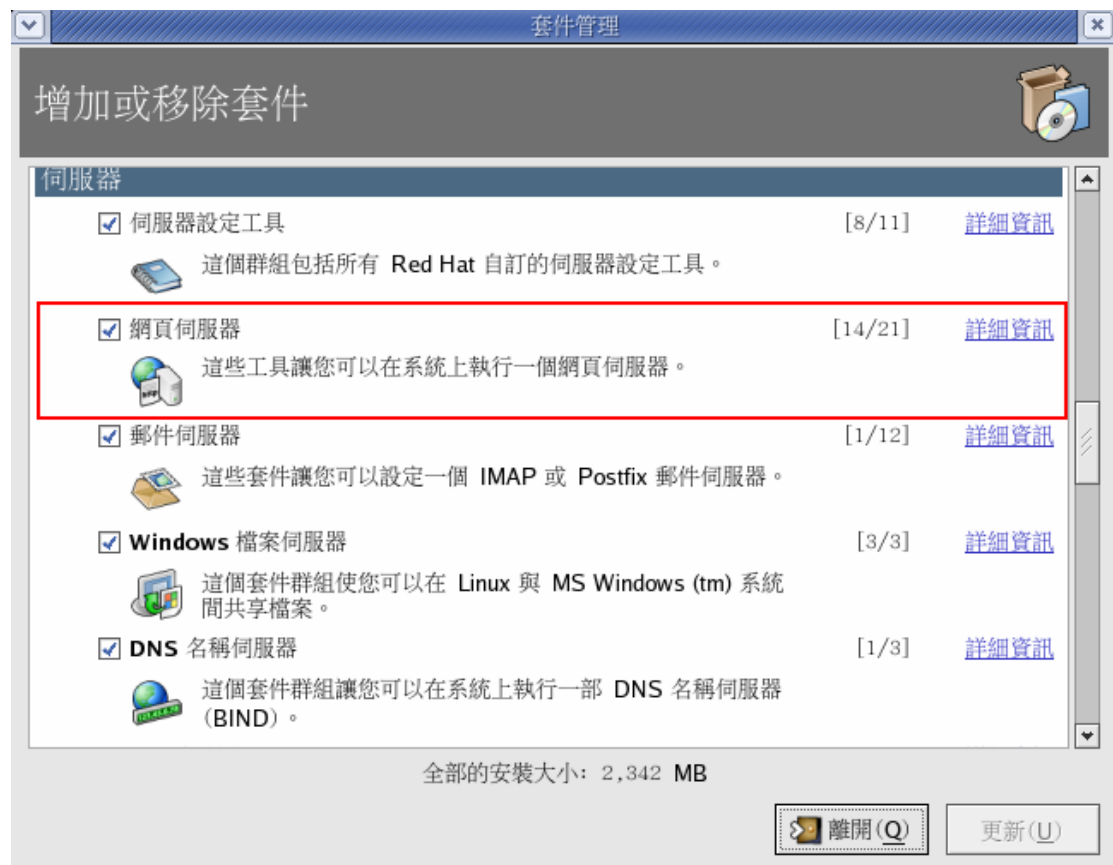 套件管理
增加或移除套件
伺服器
伺服器設定工具 [8/11] 詳細資訊
這個群組包括所有 Red Hat 自訂的伺服器設定工具。
網頁伺服器 [14/21] 詳細資訊
這些工具讓您可以在系統上執行一個網頁伺服器。
郵件伺服器 [1/12] 詳細資訊
這些套件讓您可以設定一個 IMAP 或 Postfix 郵件伺服器。
Windows 檔案伺服器 [3/3] 詳細資訊
這個套件群組使您可以在 Linux 與 MS Windows (tm) 系統
間共享檔案。
DNS 名稱伺服器 [1/3] 詳細資訊
這個套件群組讓您可以在系統上執行一部 DNS 名稱伺服器
(BIND)。
全部的安裝大小: 2,342 MB
離開(Q) 更新(U)